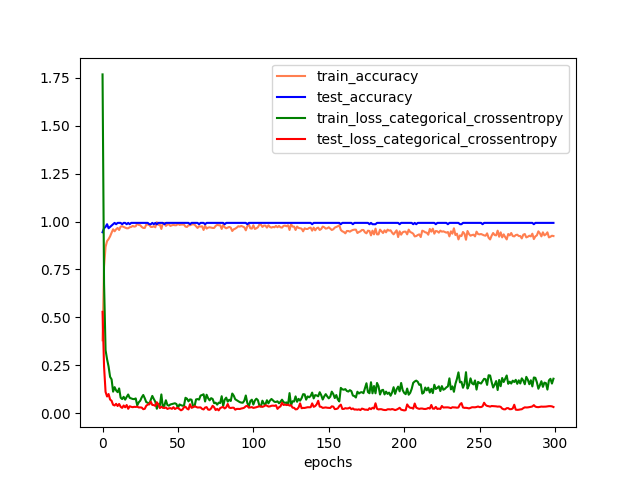 train_accuracy
test_accuracy
train_loss_categorical_crossentropy
test_loss_categorical_crossentropy
1.75
1.50
1.25
1.00
0.75
0.50
0.25
0.00
0 50 100 150 200 250 300
epochs